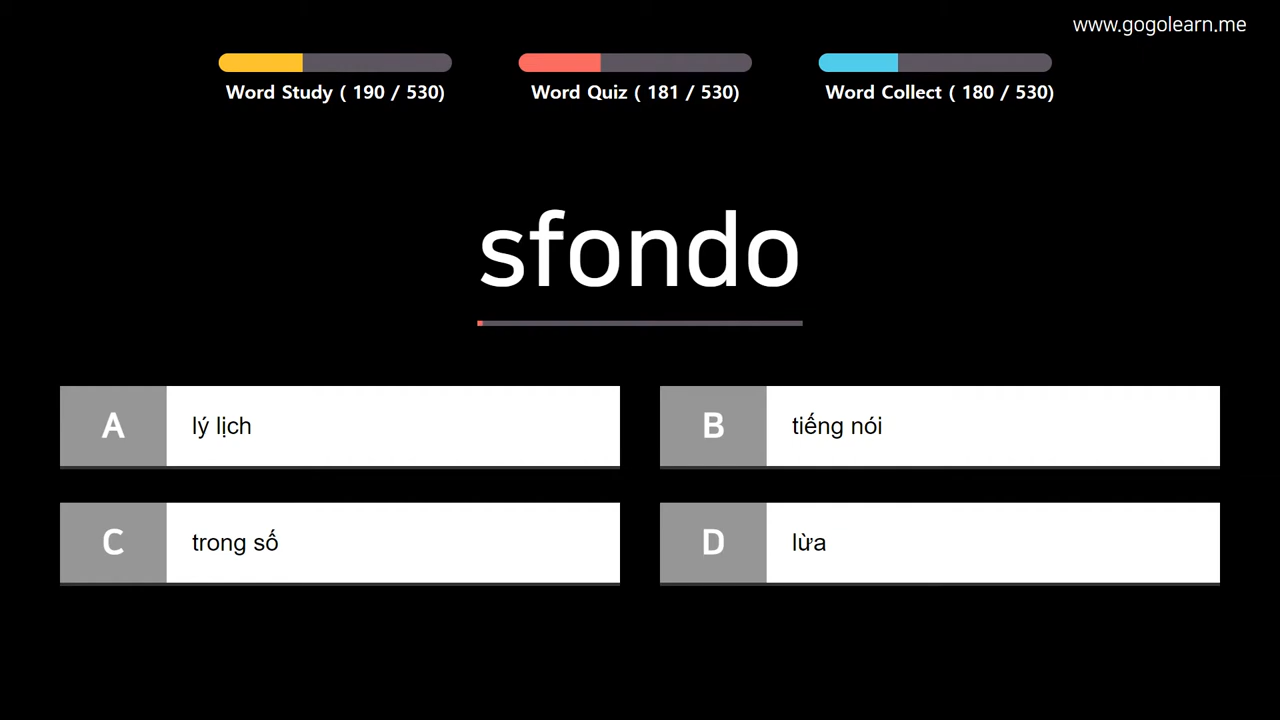 www.gogolearn.me
Word Study ( 190 / 530)
Word Quiz ( 181 / 530)
Word Collect ( 180 / 530)
sfondo
A lý lịch
B tiếng nói
C trong số
D lừa